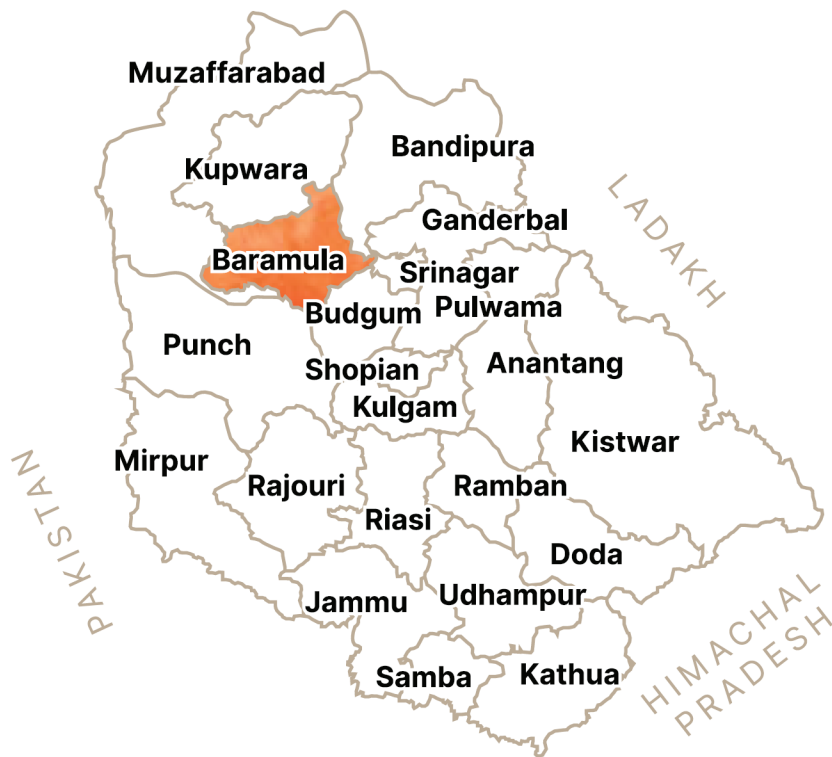 Muzaffarabad
Bandipura
Kupwara
LADAKH
Ganderbal
Baramula
Srinagar
Pulwama
Budgum
Punch
Shopian
Anantang
Kulgam
Kistwar
Mirpur
PAKISTAN
Rajouri
Ramban
Riasi
Doda
Udhampur
Jammu
HIMACHAL
PRADESH
Samba
Kathua